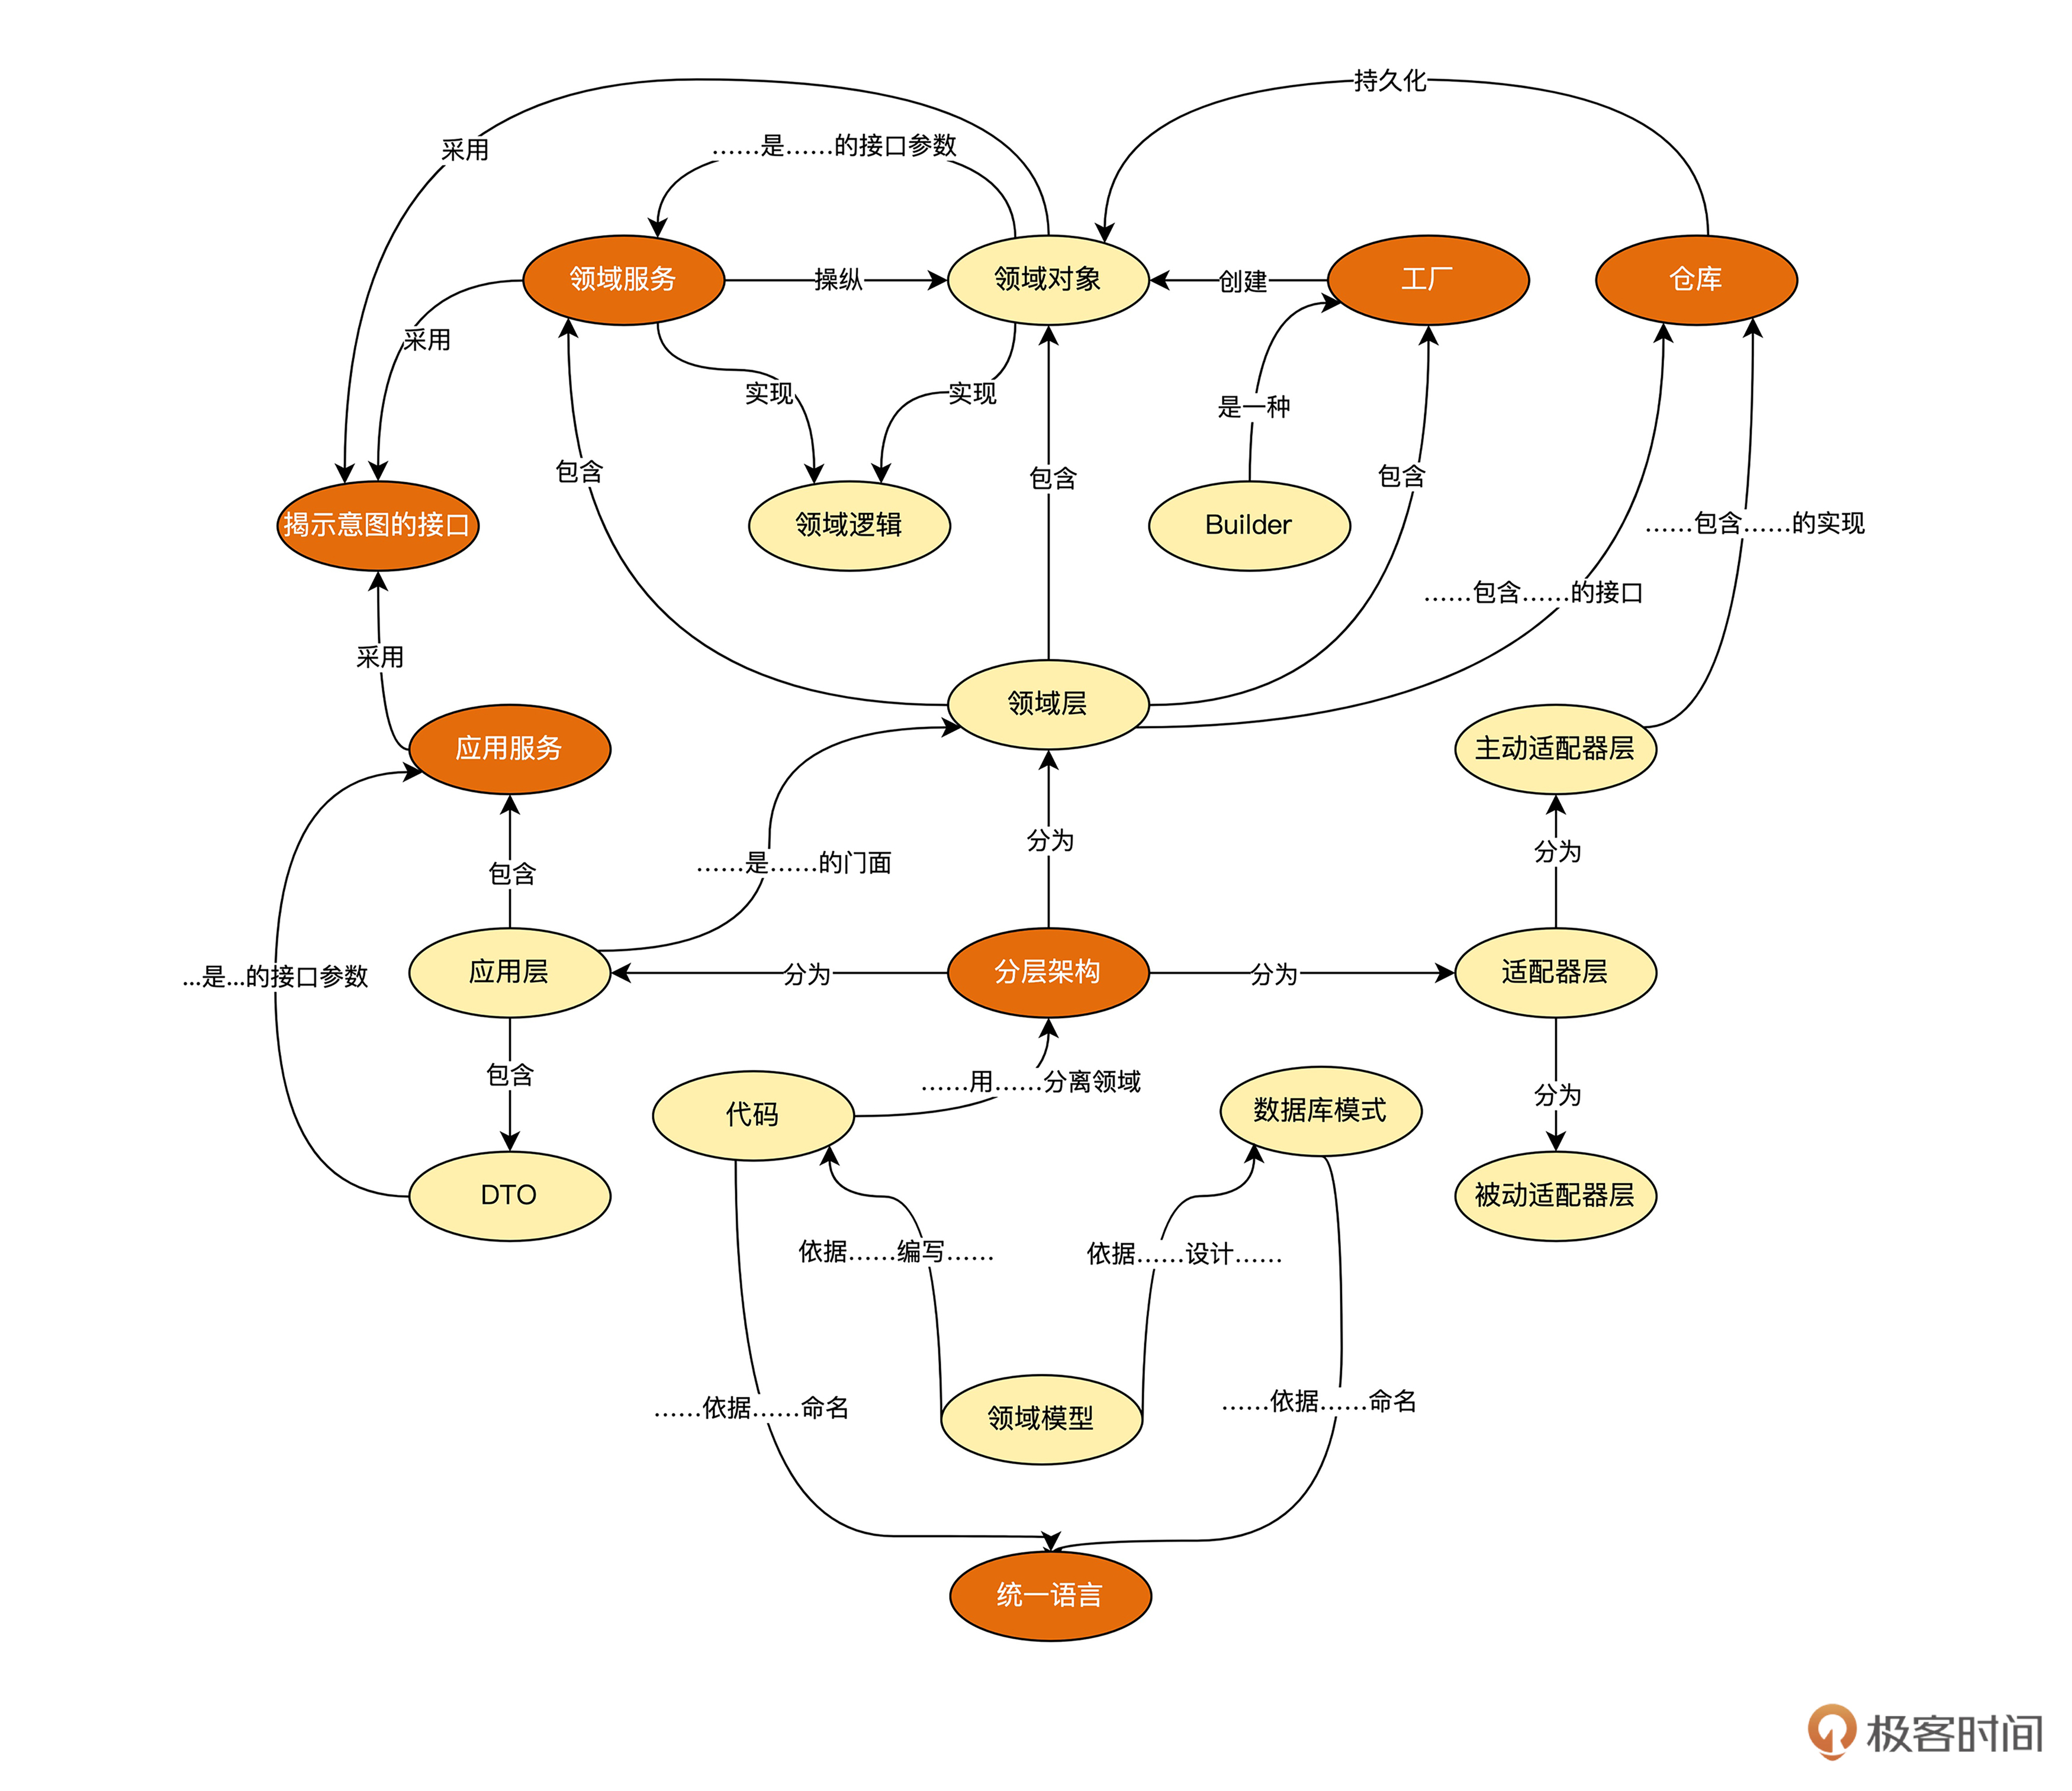 持久化
采用
……是……的接口参数
领域服务
操纵
领域对象
创建
工厂
仓库
采用
实现
实现
是一种
包含
包含
包含
揭示意图的接口
领域逻辑
Builder
……包含……的实现
……包含……的接口
采用
领域层
应用服务
主动适配器层
分为
分为
……是……的门面
包含
应用层
分为
分层架构
分为
适配器层
...是...的接口参数
包含
……用……分离领域
分为
代码
数据库模式
DTO
被动适配器层
依据……编写……
依据……设计……
……依据……命名
领域模型
……依据……命名
统一语言
极客时间